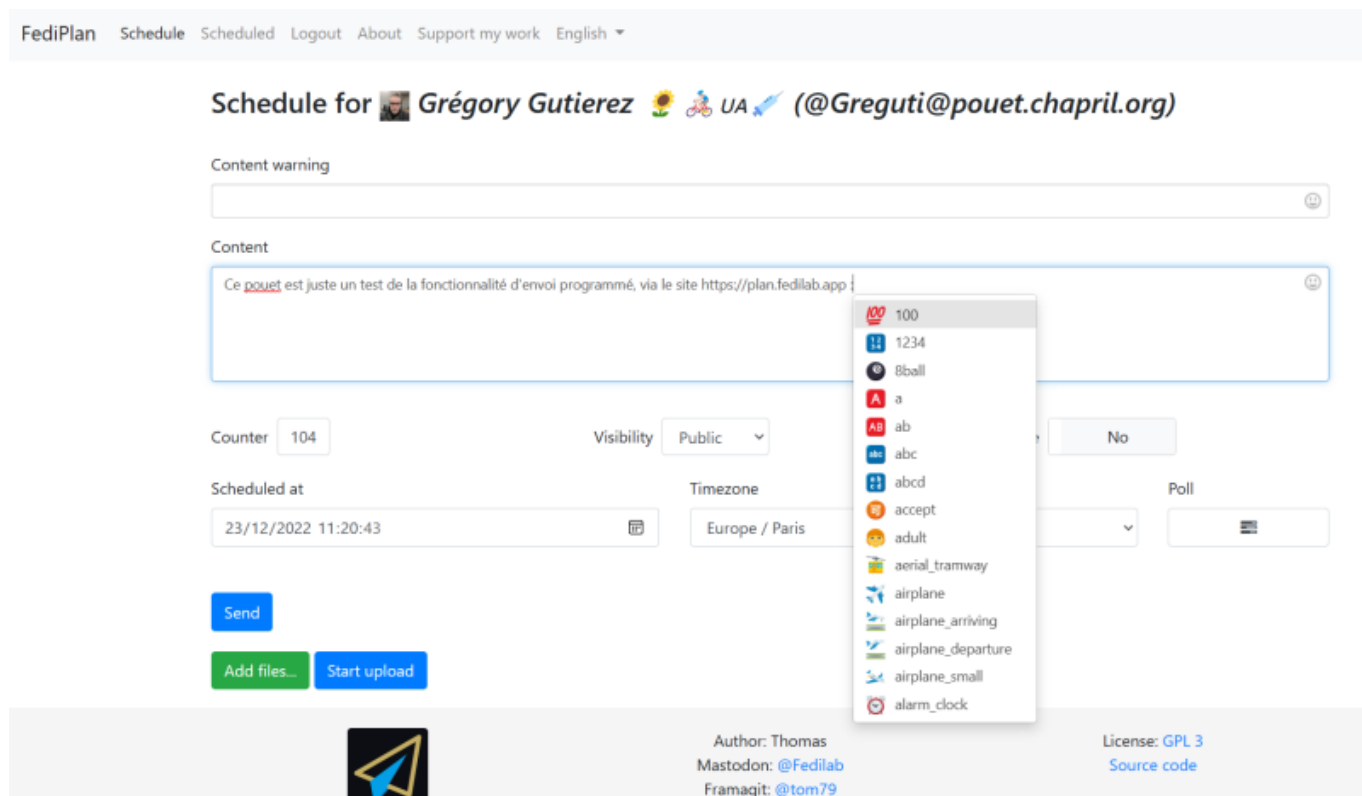 FediPlan Schedule Scheduled Logout About Support my work English
Schedule for Grégory Gutierez 🌻 🚴 UA 💉 (@Greguti@pouet.chapril.org)
Content warning
Content
Ce pouet est juste un test de la fonctionnalité d'envoi programmé, via le site https://plan.fedilab.app :
100
1234
8ball
a
ab
abc
abcd
accept
adult
aerial_tramway
airplane
airplane_arriving
airplane_departure
airplane_small
alarm_clock
Counter 104 Visibility Public No
Scheduled at Timezone Poll
23/12/2022 11:20:43 Europe / Paris
Send
Add files... Start upload
Author: Thomas License: GPL 3
Mastodon: @Fedilab Source code
Framagit: @tom79